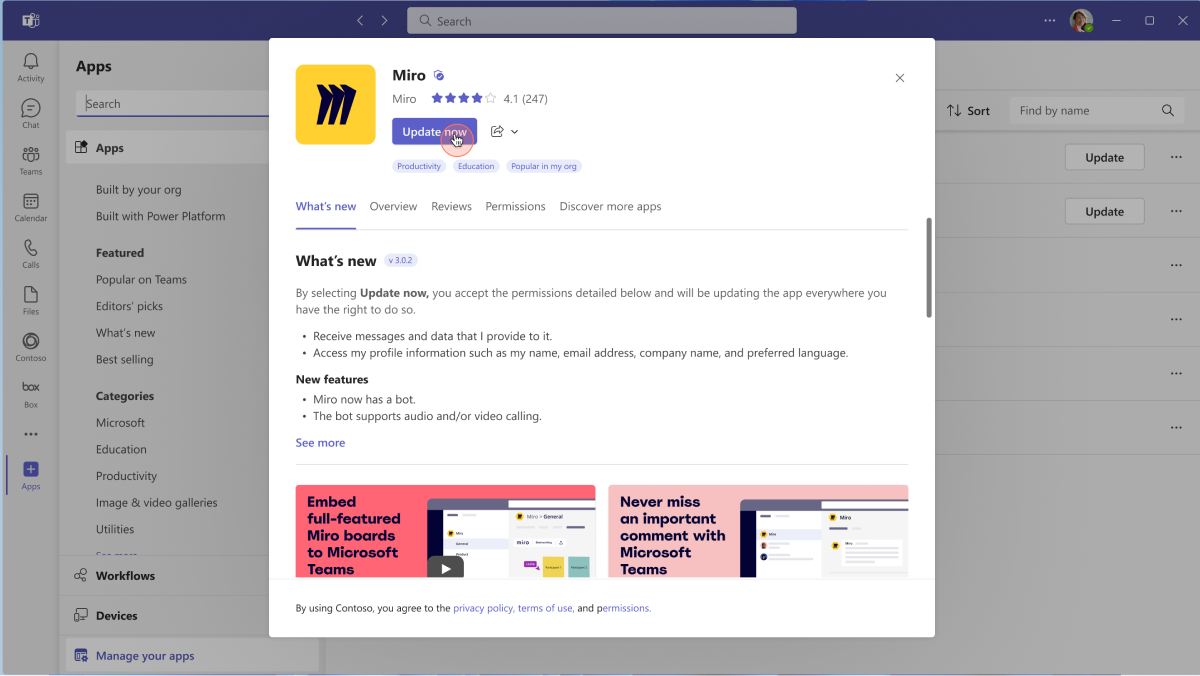 Search
Activity
Chat
Teams
Calendar
Calls
Files
Contoso
box
Box
Apps
Apps
Search
Apps
Built by your org
Built with Power Platform
Featured
Popular on Teams
Editors' picks
What's new
Best selling
Categories
Microsoft
Education
Productivity
Image & video galleries
Utilities
See more
Workflows
Devices
Manage your apps
Sort
Find by name
Update
Update
Miro
Miro 4.1 (247)
Update now
Productivity Education Popular in my org
What's new Overview Reviews Permissions Discover more apps
What's new v 3.0.2
By selecting Update now, you accept the permissions detailed below and will be updating the app everywhere you
have the right to do so.
• Receive messages and data that I provide to it.
• Access my profile information such as my name, email address, company name, and preferred language.
New features
• Miro now has a bot.
• The bot supports audio and/or video calling.
See more
Embed
full-featured
Miro boards
to Microsoft
Teams
Miro > General
Miro
General
Product
miro
Never miss
an important
comment with
Microsoft
Teams
Miro
Miro
Miro
By using Contoso, you agree to the privacy policy, terms of use, and permissions.